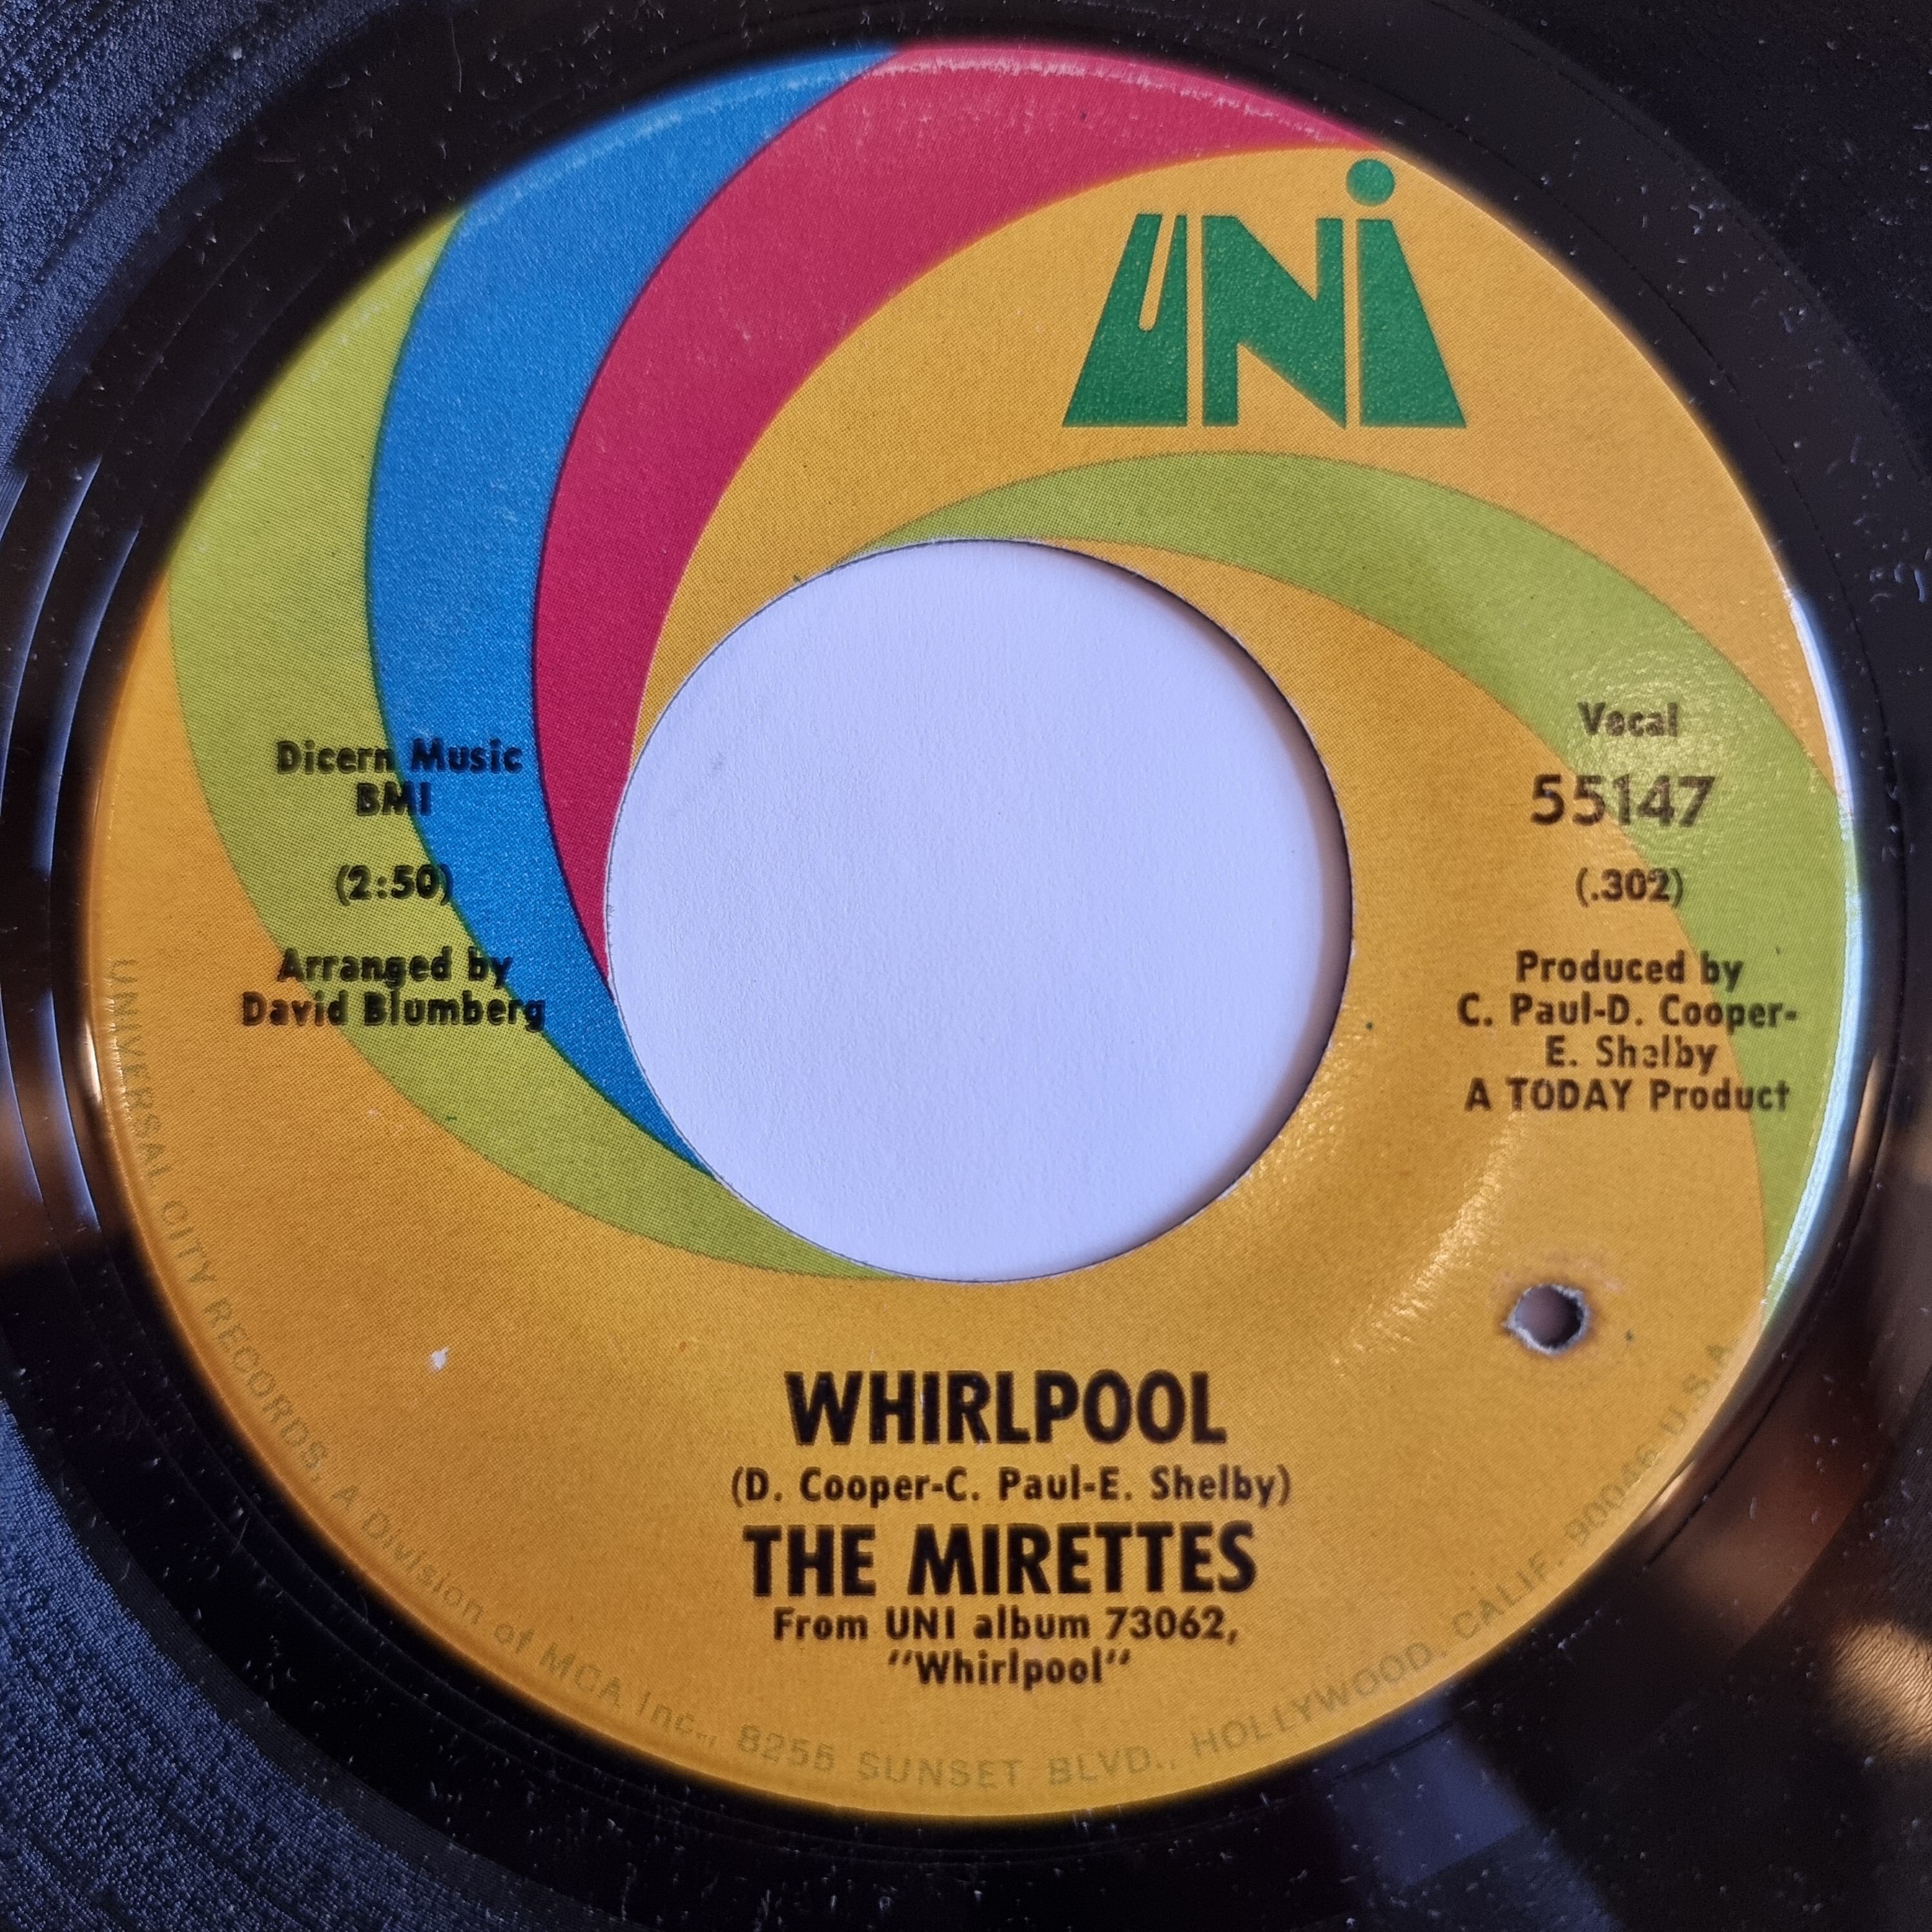 UNi
Dicern Music
BMI
(2:50)
Arranged by
David Blumberg
Vocal
55147
(.302)
Produced by
C. Paul-D. Cooper-
E. Shelby
A TODAY Product
WHIRLPOOL
(D. Cooper-C. Paul-E. Shelby)
THE MIRETTES
From UNI album 73062,
"Whirlpool"
UNIVERSAL CITY RECORDS, A Division of MCA Inc., 8255 SUNSET BLVD., HOLLYWOOD, CALIF. 90046 U.S.A